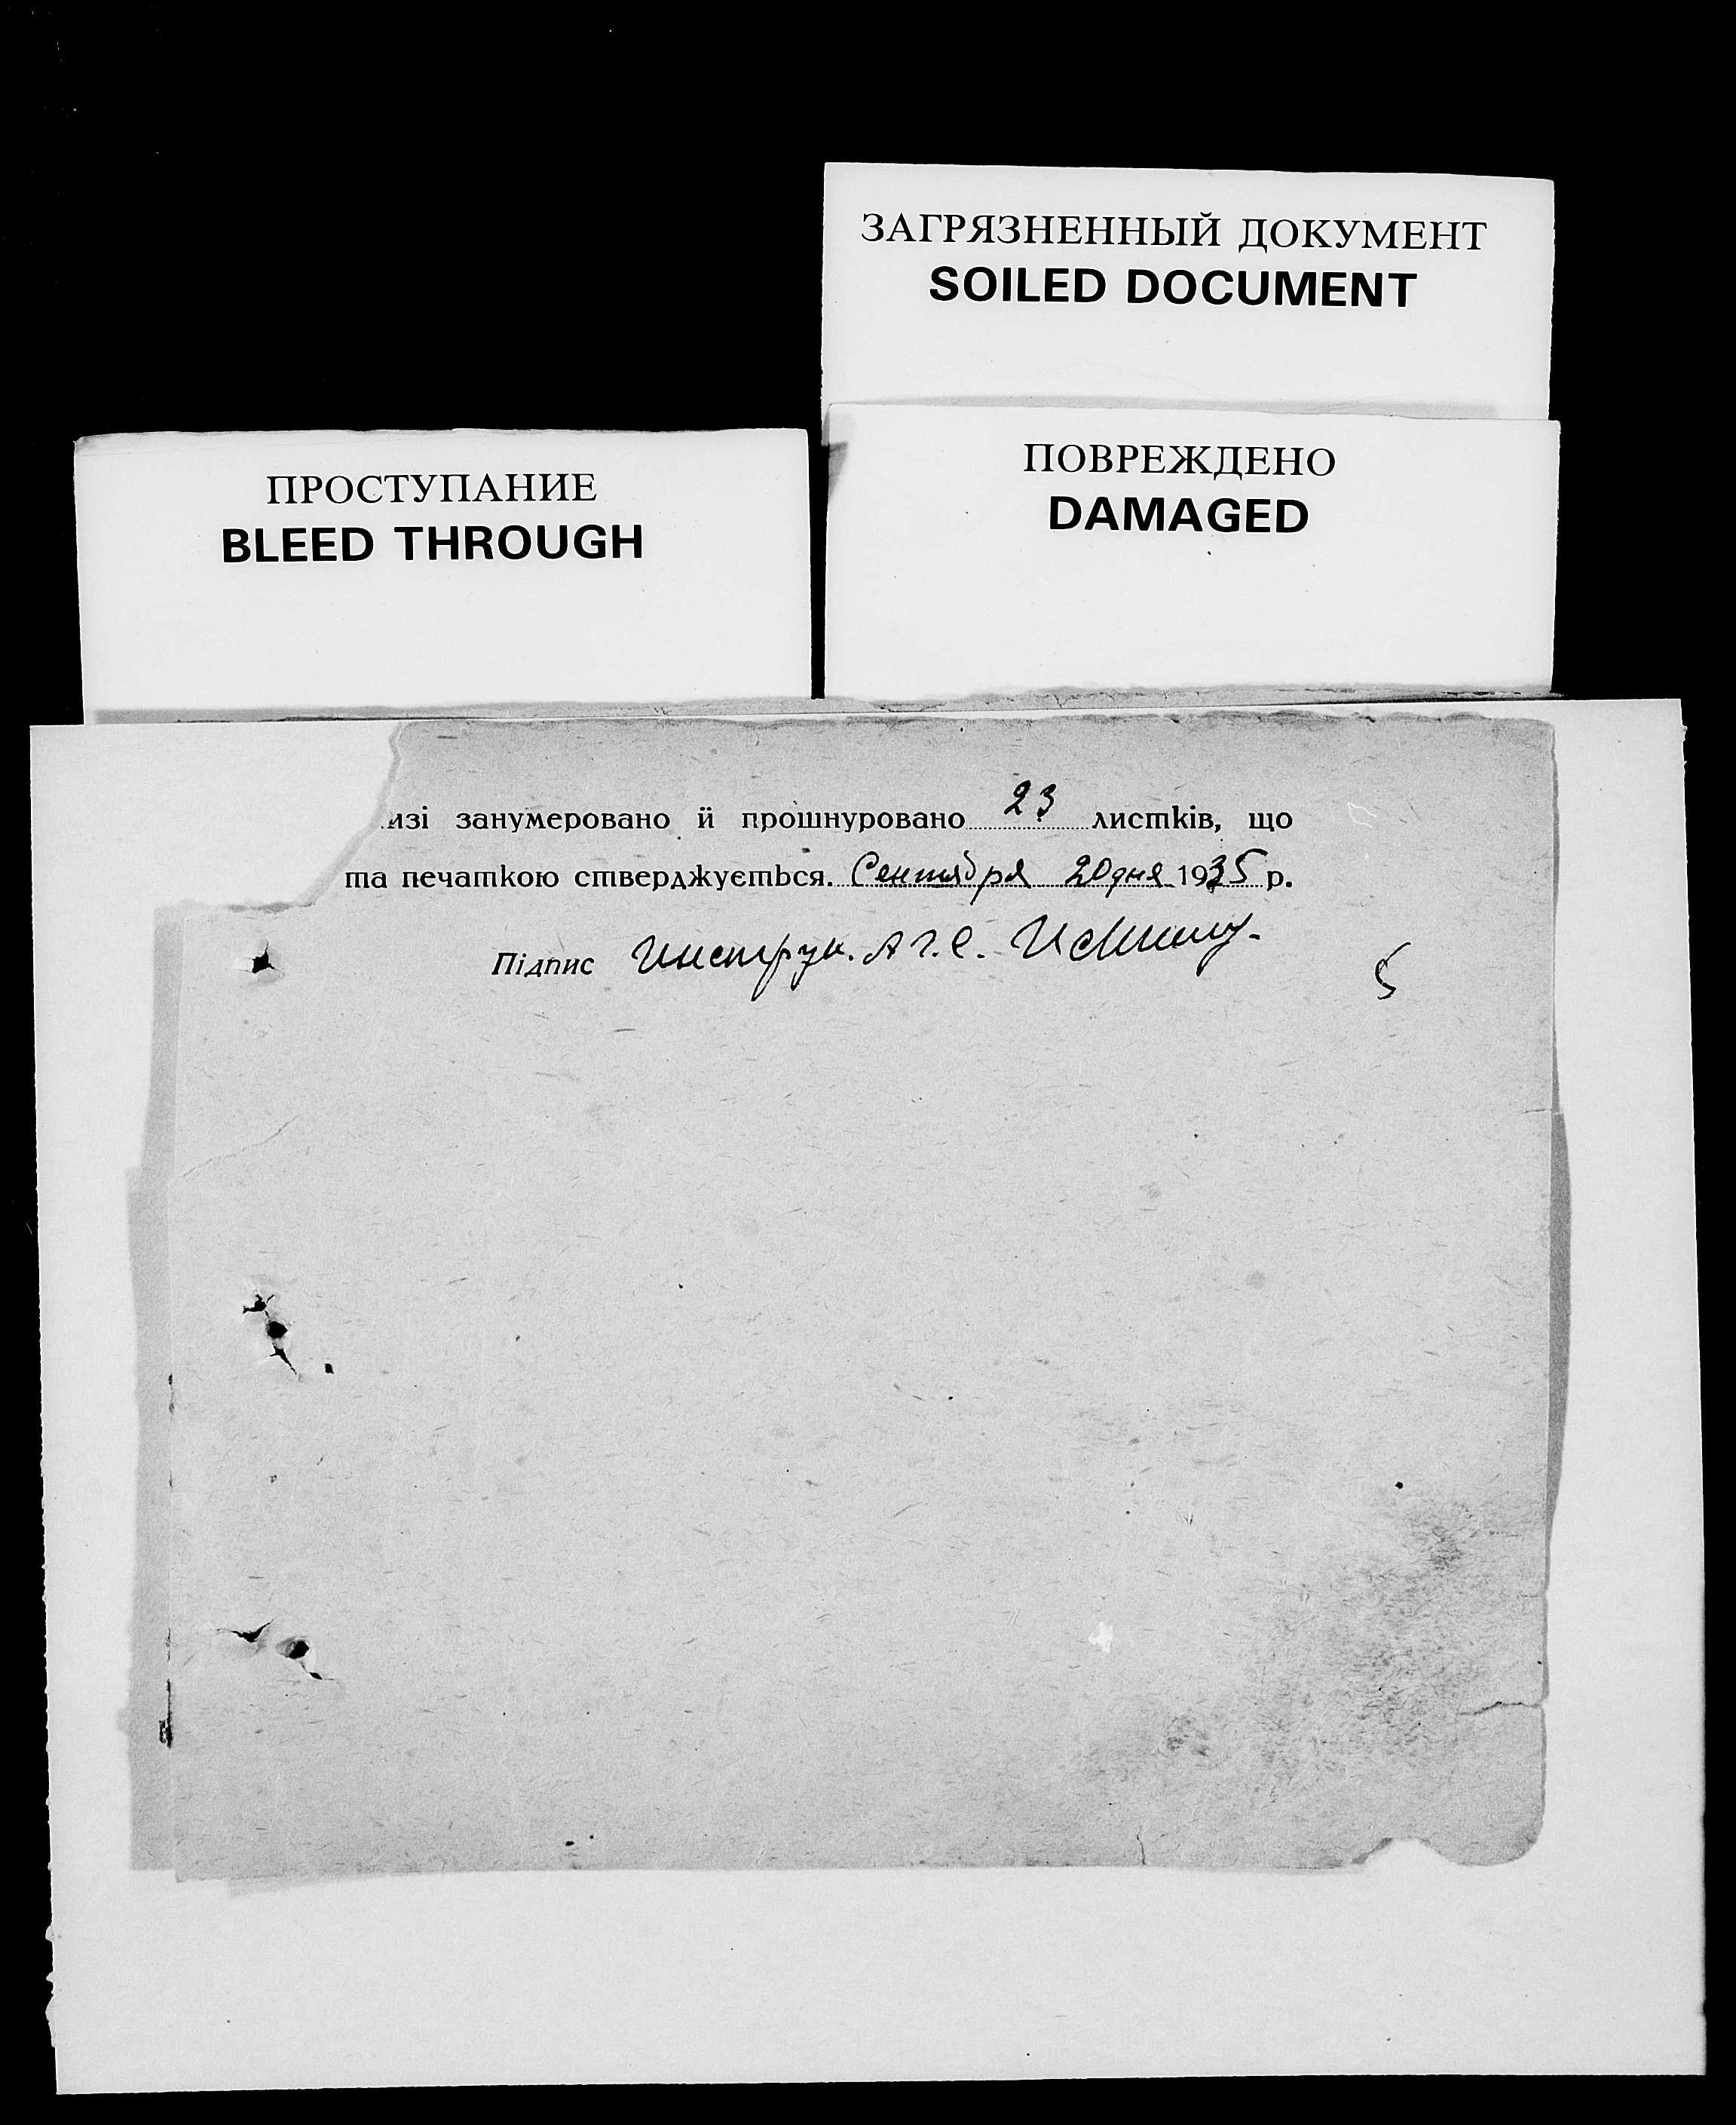 ЗАГРЯЗНЕННЫЙ ДОКУМЕНТ
SOILED DOCUMENT
ПОВРЕЖДЕНО
DAMAGED
ПРОСТУПАНИЕ
BLEED THROUGH
изі занумеровано й прошнуровано 23 листків, що
та печаткою стверджується. Сентября 20 дня 1935 р.
Підпис Инструк. А Г. С.